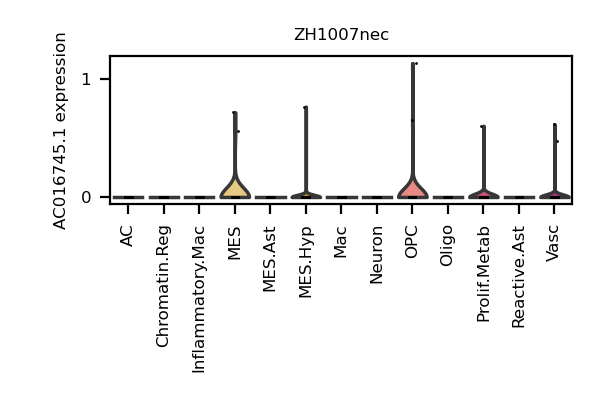 ZH1007nec
AC016745.1 expression
1
0
AC
Chromatin.Reg
Inflammatory.Mac
MES
MES.Ast
MES.Hyp
Mac
Neuron
OPC
Oligo
Prolif.Metab
Reactive.Ast
Vasc